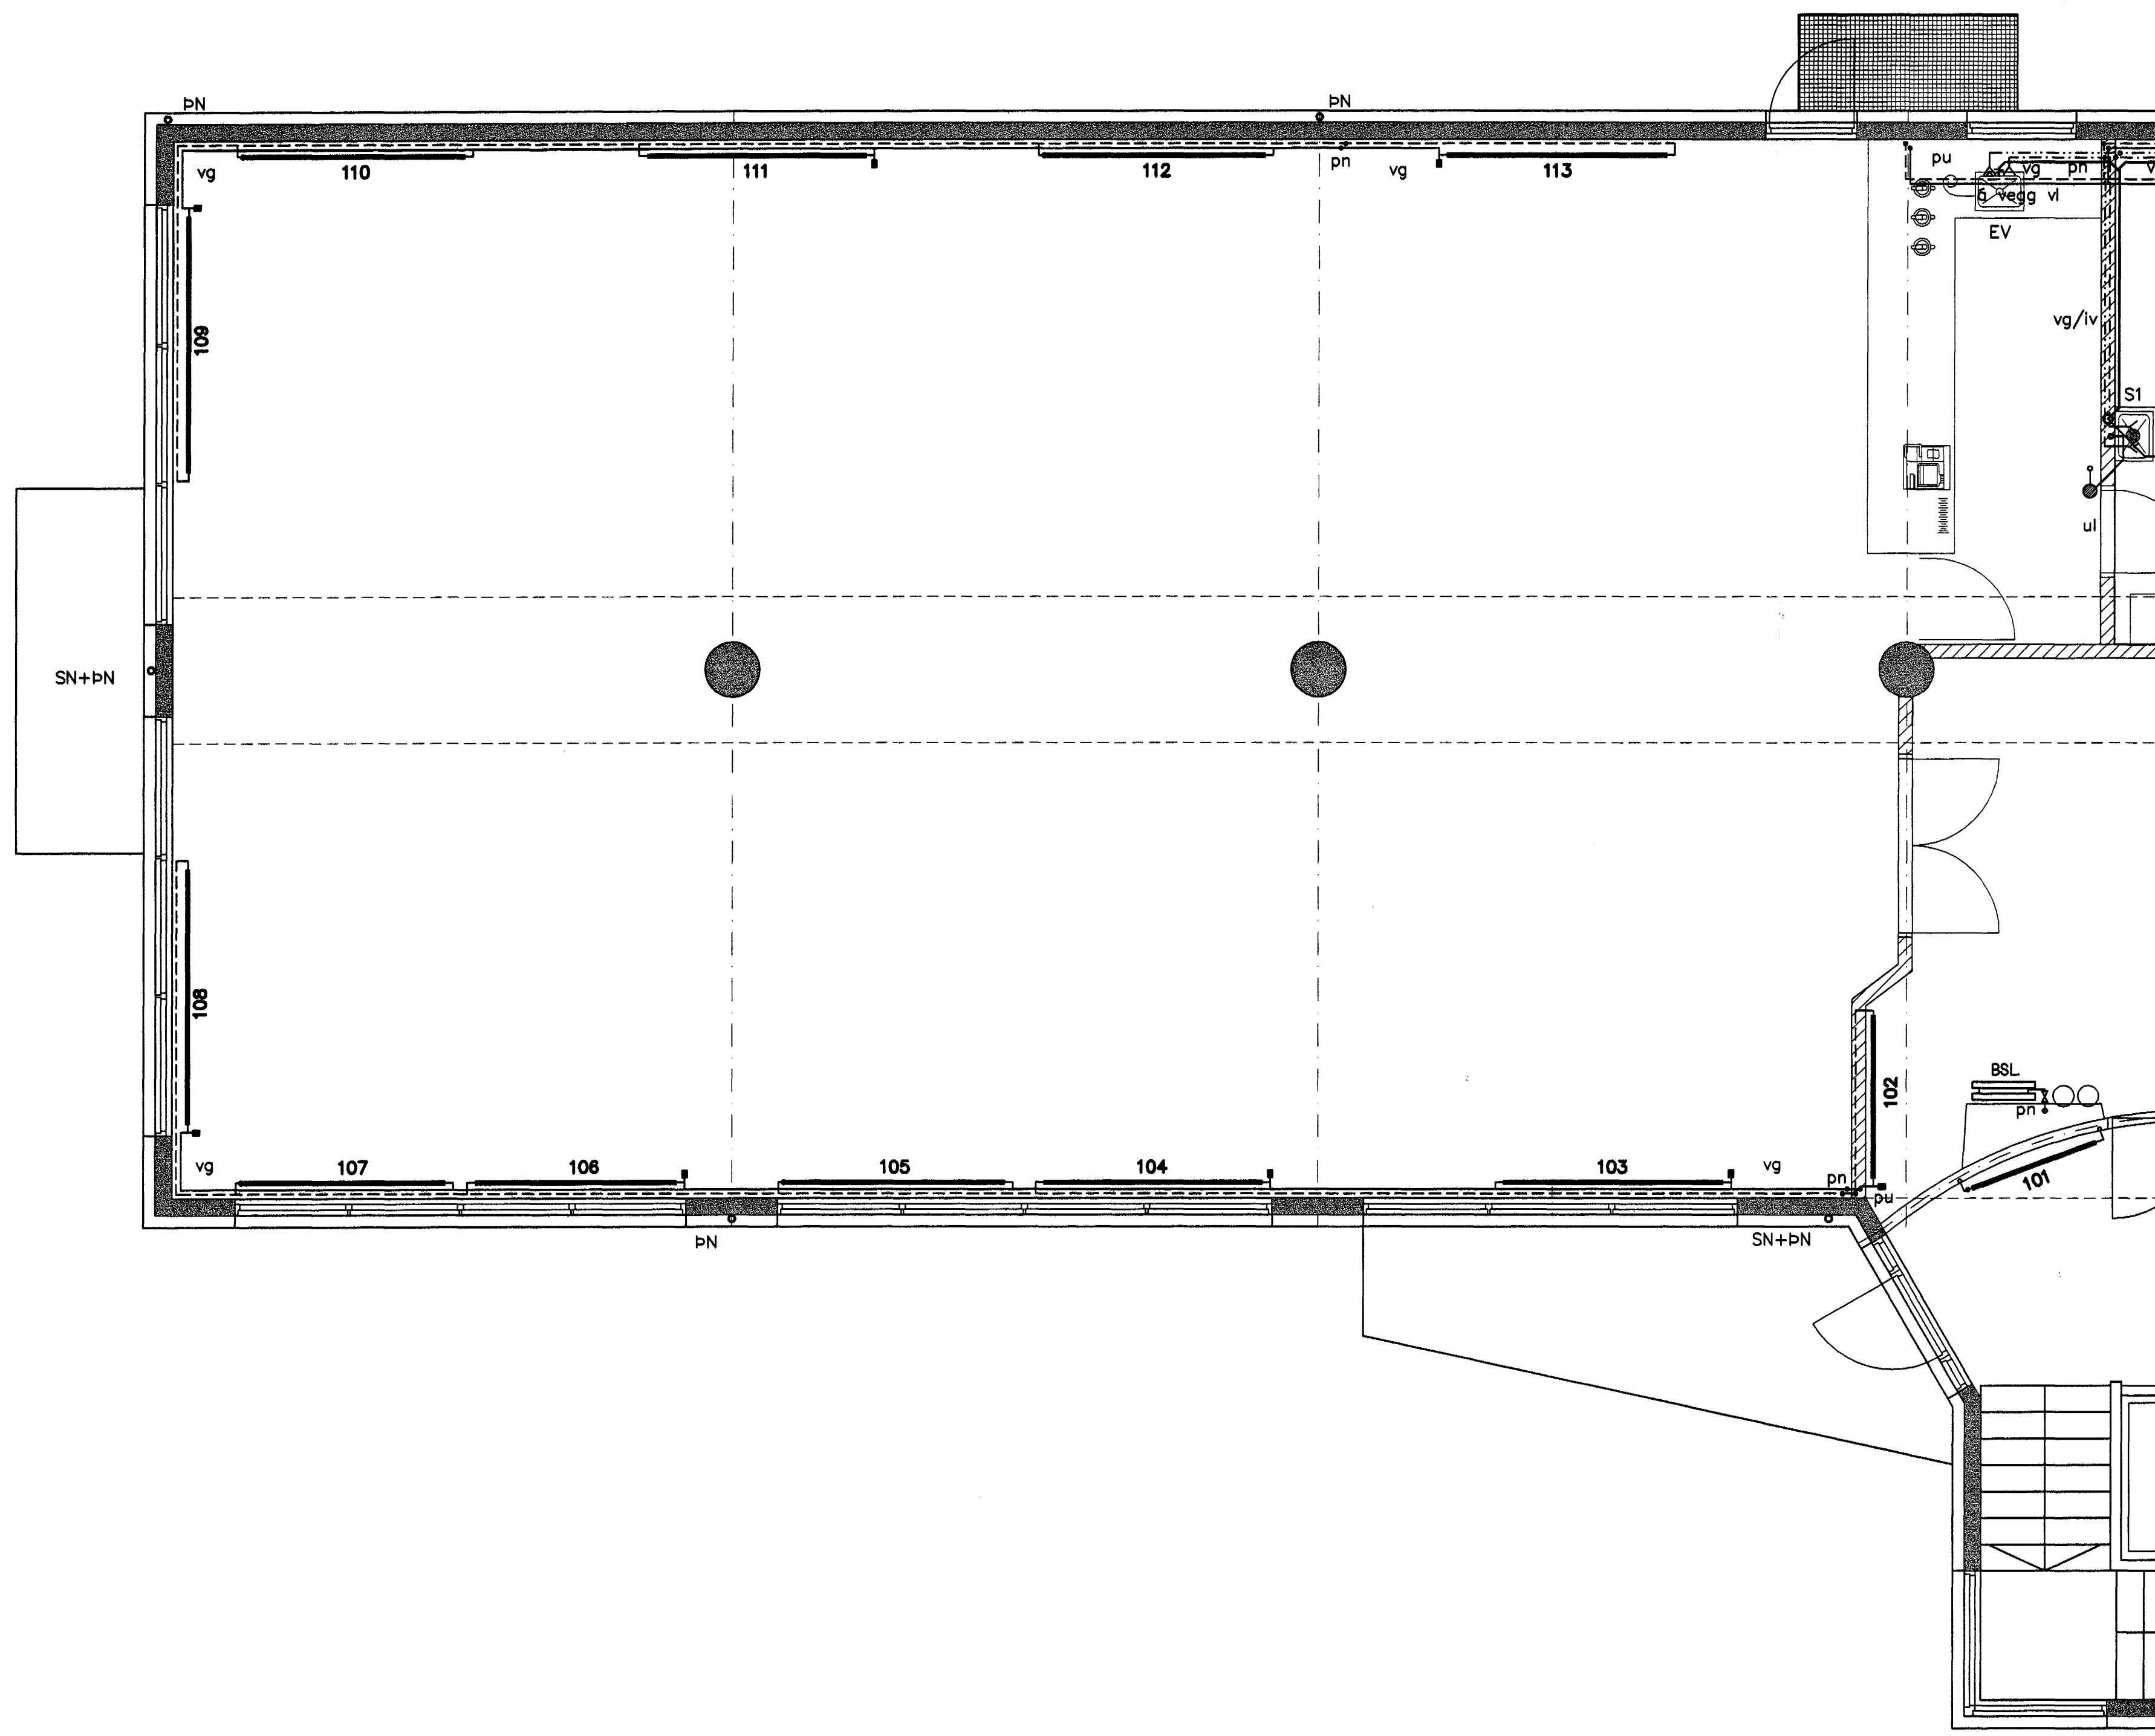 ÞN
ÞN
vg
110
111
112
pn
vg
113
pu
vg
pn
v
G vegg vl
EV
vg/iv
109
S1
ul
SN+ÞN
108
102
BSL
pn
101
vg
107
106
105
104
103
vg
pn
pu
ÞN
SN+ÞN